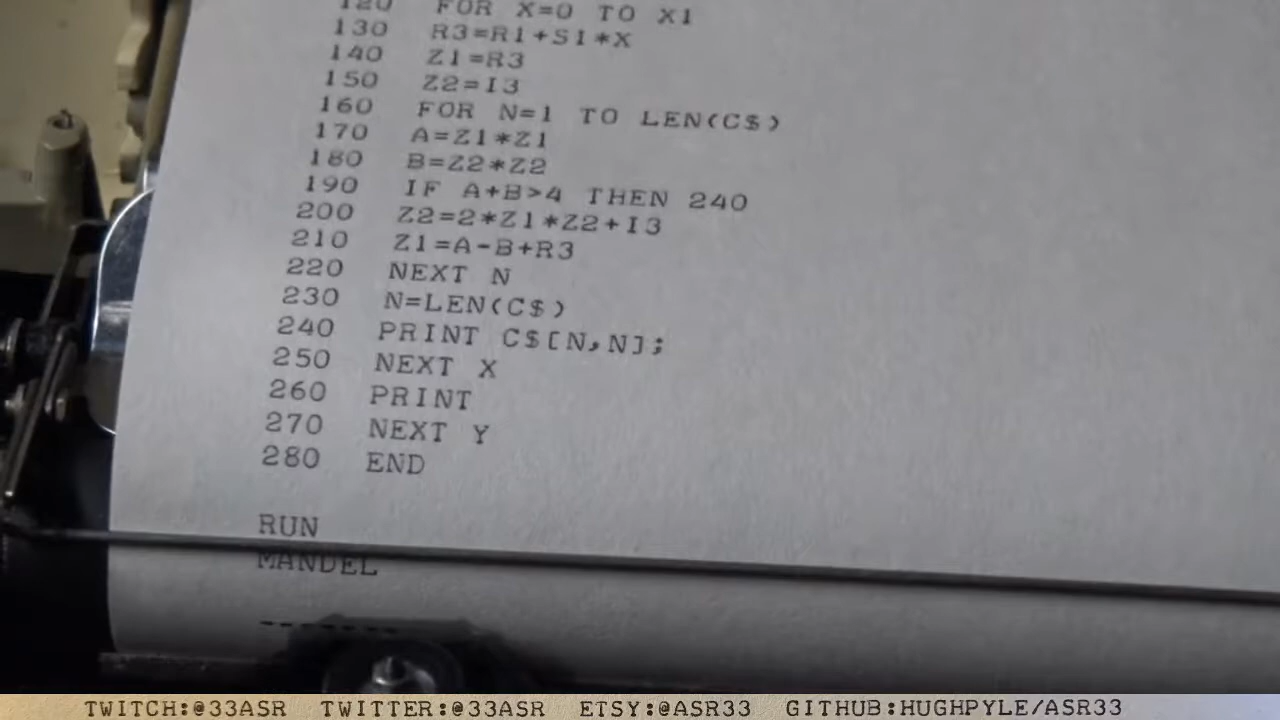 120 FOR X=0 TO X1
130 R3=R1+S1*X
140 Z1=R3
150 Z2=I3
160 FOR N=1 TO LEN(C$)
170 A=Z1*Z1
180 B=Z2*Z2
190 IF A+B>4 THEN 240
200 Z2=2*Z1*Z2+I3
210 Z1=A-B+R3
220 NEXT N
230 N=LEN(C$)
240 PRINT C$[N,N];
250 NEXT X
260 PRINT
270 NEXT Y
280 END
RUN
MANDEL
TWITCH:@33ASR TWITTER:@33ASR ETSY:@ASR33 GITHUB:HUGHPYLE/ASR33